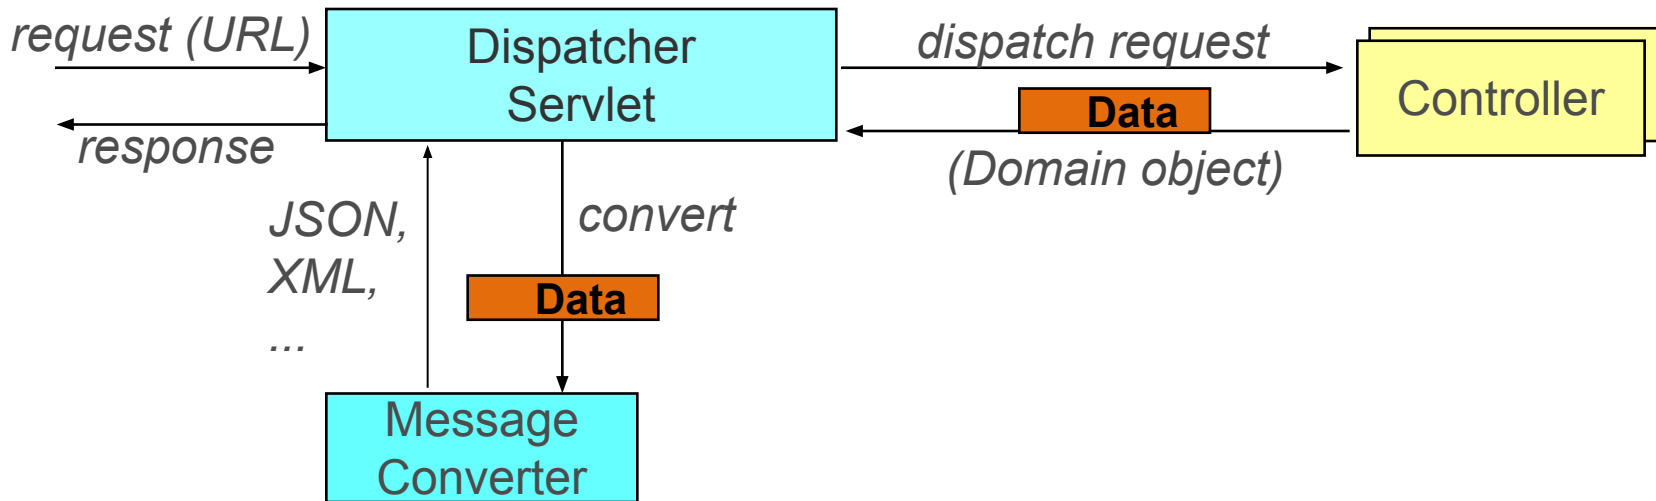 request (URL)
Dispatcher
Servlet
dispatch request
Data
Controller
response
(Domain object)
JSON,
XML,
...
convert
Data
Message
Converter